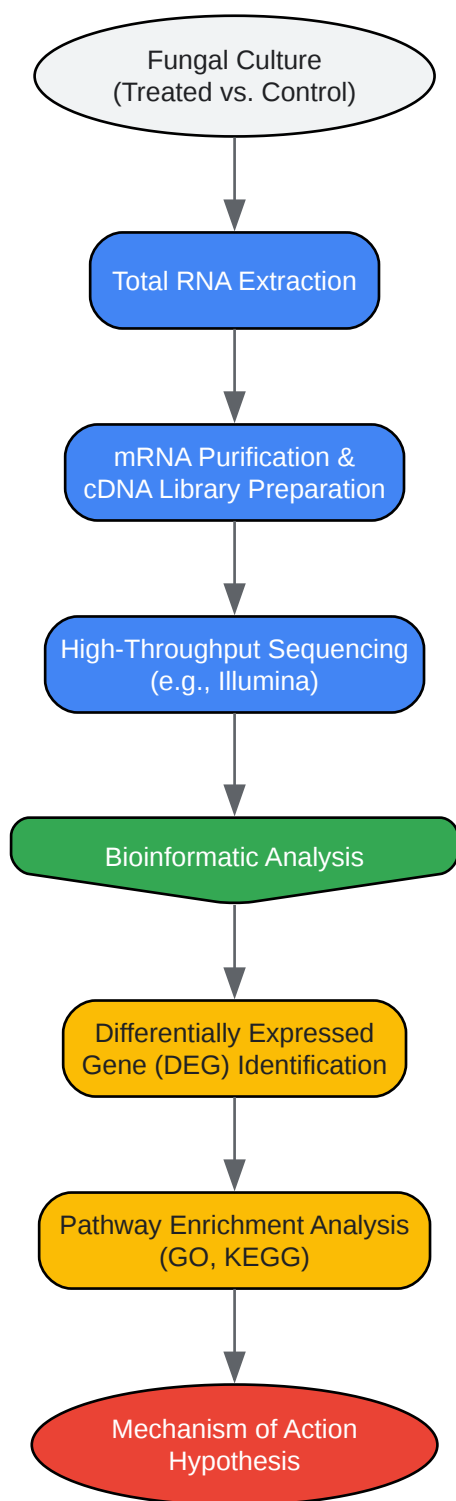 Fungal Culture
(Treated vs. Control)
Total RNA Extraction
mRNA Purification &
cDNA Library Preparation
High-Throughput Sequencing
(e.g., Illumina)
Bioinformatic Analysis
Differentially Expressed
Gene (DEG) Identification
Pathway Enrichment Analysis
(GO, KEGG)
Mechanism of Action
Hypothesis